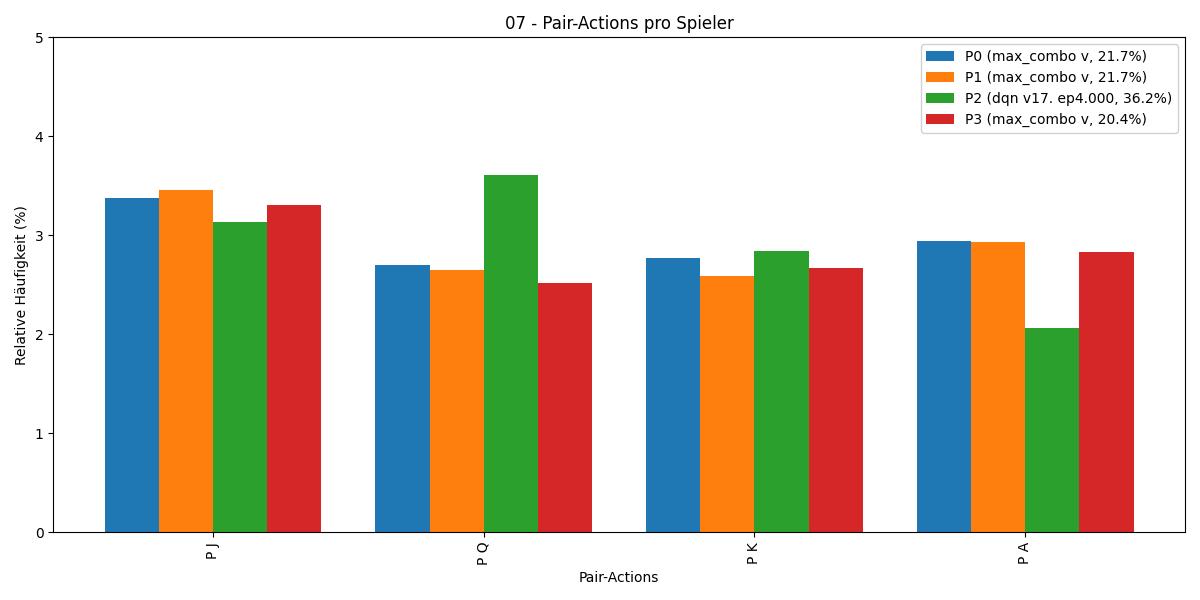 07 - Pair-Actions pro Spieler
P0 (max_combo v, 21.7%)
P1 (max_combo v, 21.7%)
P2 (dqn v17. ep4.000, 36.2%)
P3 (max_combo v, 20.4%)
Relative Häufigkeit (%)
5
4
3
2
1
0
P J
P Q
P K
P A
Pair-Actions